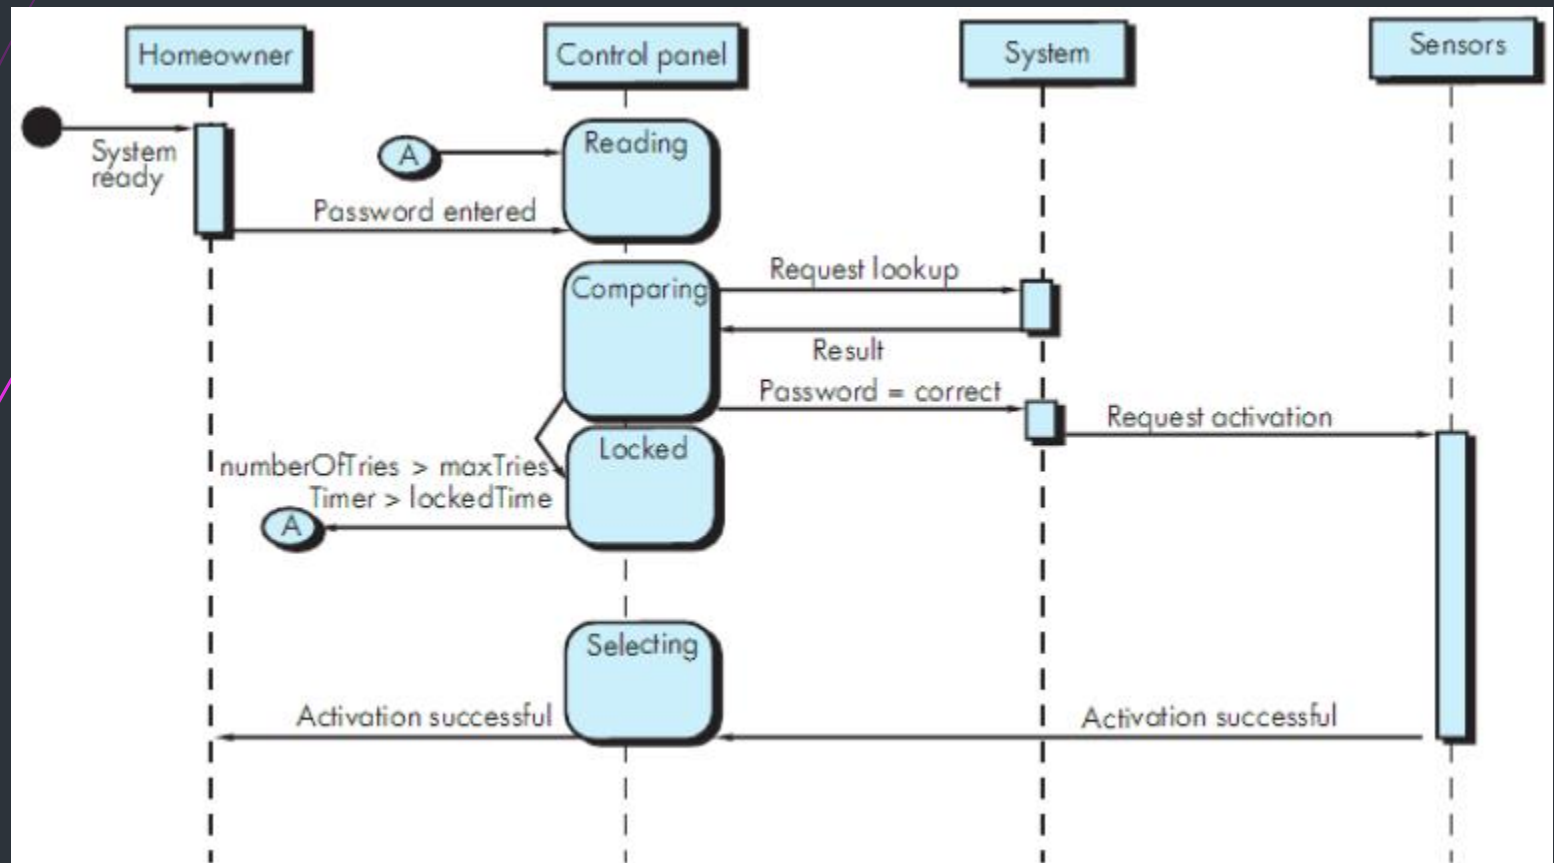 Homeowner
Control panel
System
Sensors
System
ready
A
Reading
Password entered
Comparing
Request lookup
Result
Password = correct
Request activation
Locked
numberOfTries > maxTries
Timer > lockedTime
A
Selecting
Activation successful
Activation successful